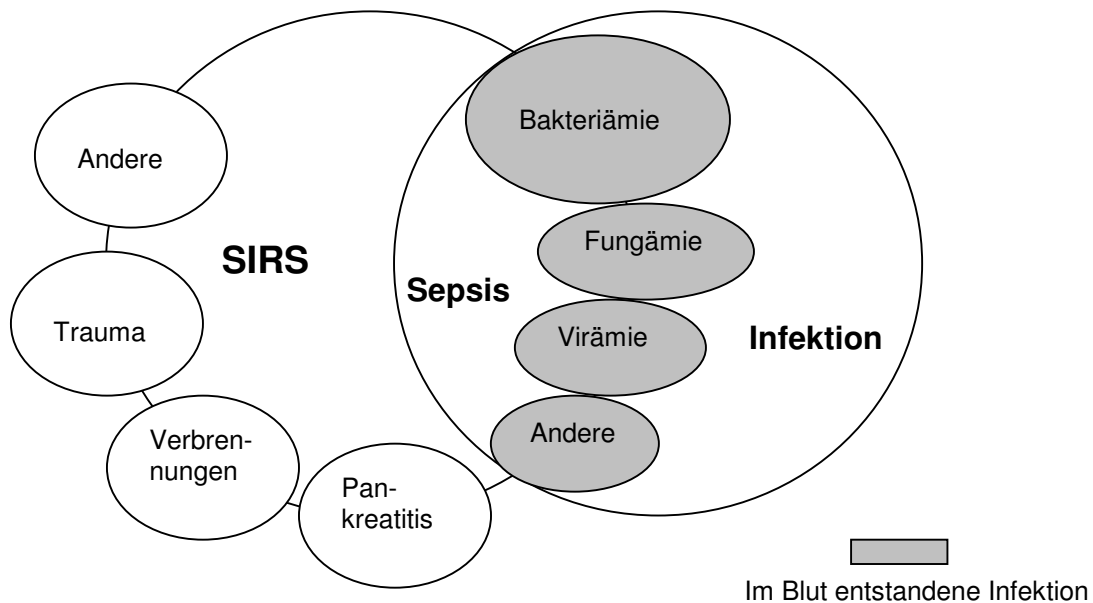 Bakteriämie
Andere
Fungämie
SIRS
Sepsis
Trauma
Virämie
Infektion
Verbren-
nungen
Andere
Pan-
kreatitis
Im Blut entstandene Infektion